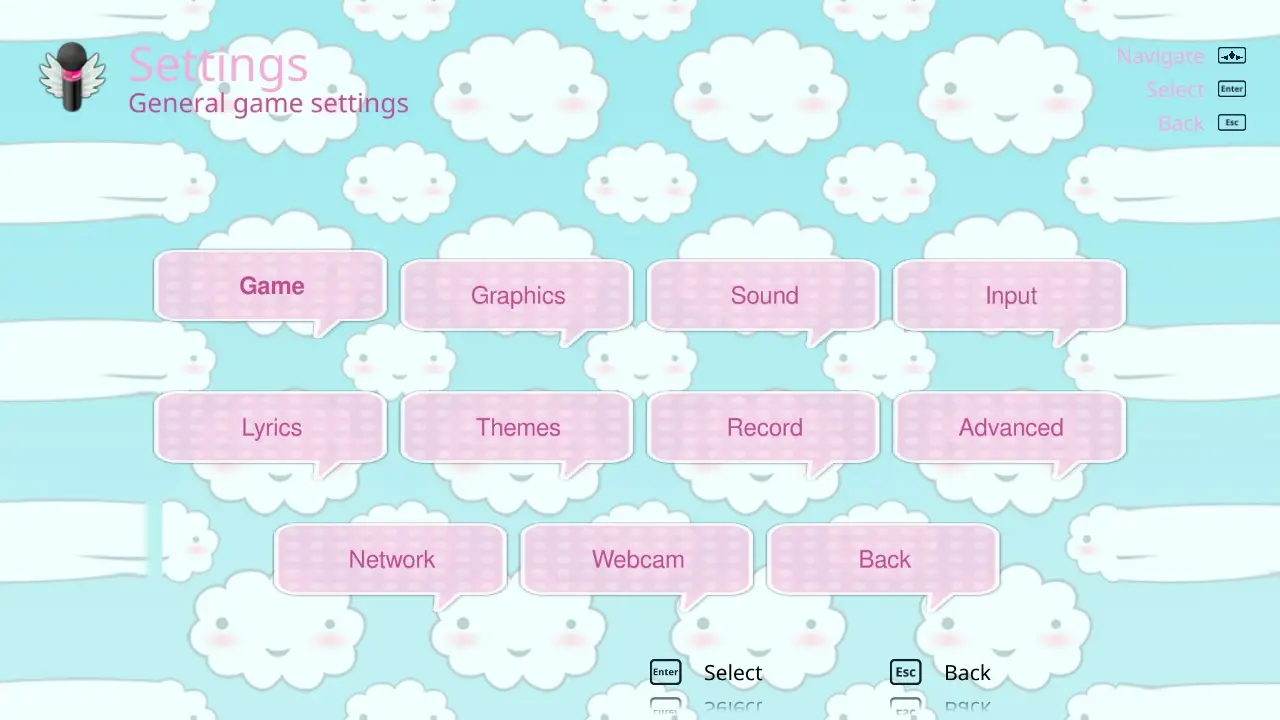 Settings
General game settings
Navigate
Select Enter
Back Esc
Game
Graphics
Sound
Input
Lyrics
Themes
Record
Advanced
Network
Webcam
Back
Enter Select
Esc Back